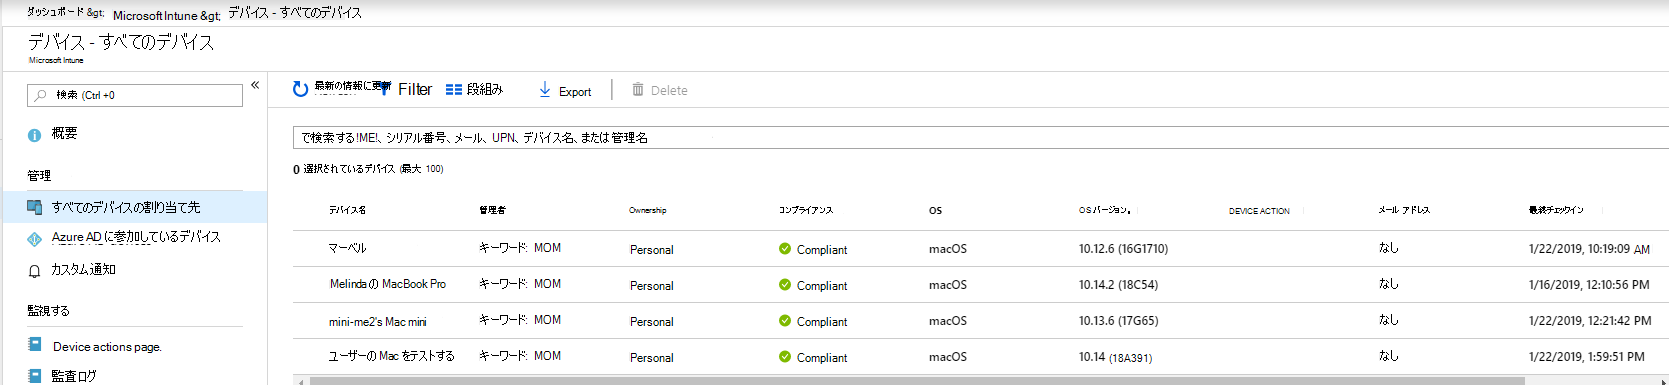 ダッシュボード &gt; Microsoft Intune &gt; デバイス - すべてのデバイス
デバイス - すべてのデバイス
Microsoft Intune
検索 (Ctrl +0
概要
管理
すべてのデバイスの割り当て先
Azure AD に参加しているデバイス
カスタム通知
監視する
Device actions page.
監査ログ
最新の情報に更新 Filter 段組み Export Delete
で検索する!ME!、シリアル番号、メール、UPN、デバイス名、または管理名
0 選択されているデバイス (最大 100)
デバイス名 管理者 Ownership コンプライアンス OS OS バージョン。 DEVICE ACTION メール アドレス 最終チェックイン
マーベル キーワード: MOM Personal Compliant macOS 10.12.6 (16G1710) なし 1/22/2019, 10:19:09 AM
Melinda の MacBook Pro キーワード: MOM Personal Compliant macOS 10.14.2 (18C54) なし 1/16/2019, 12:10:56 PM
mini-me2's Mac mini キーワード: MOM Personal Compliant macOS 10.13.6 (17G65) なし 1/22/2019, 12:21:42 PM
ユーザーの Mac をテストする キーワード: MOM Personal Compliant macOS 10.14 (18A391) なし 1/22/2019, 1:59:51 PM